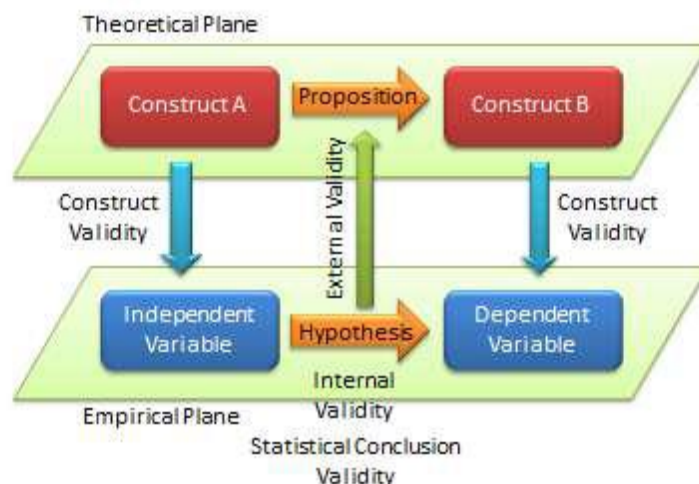 Theoretical Plane
Construct A
Proposition
Construct B
Construct
Validity
External Validity
Construct
Validity
Independent
Variable
Hypothesis
Dependent
Variable
Internal
Validity
Empirical Plane
Statistical Conclusion
Validity